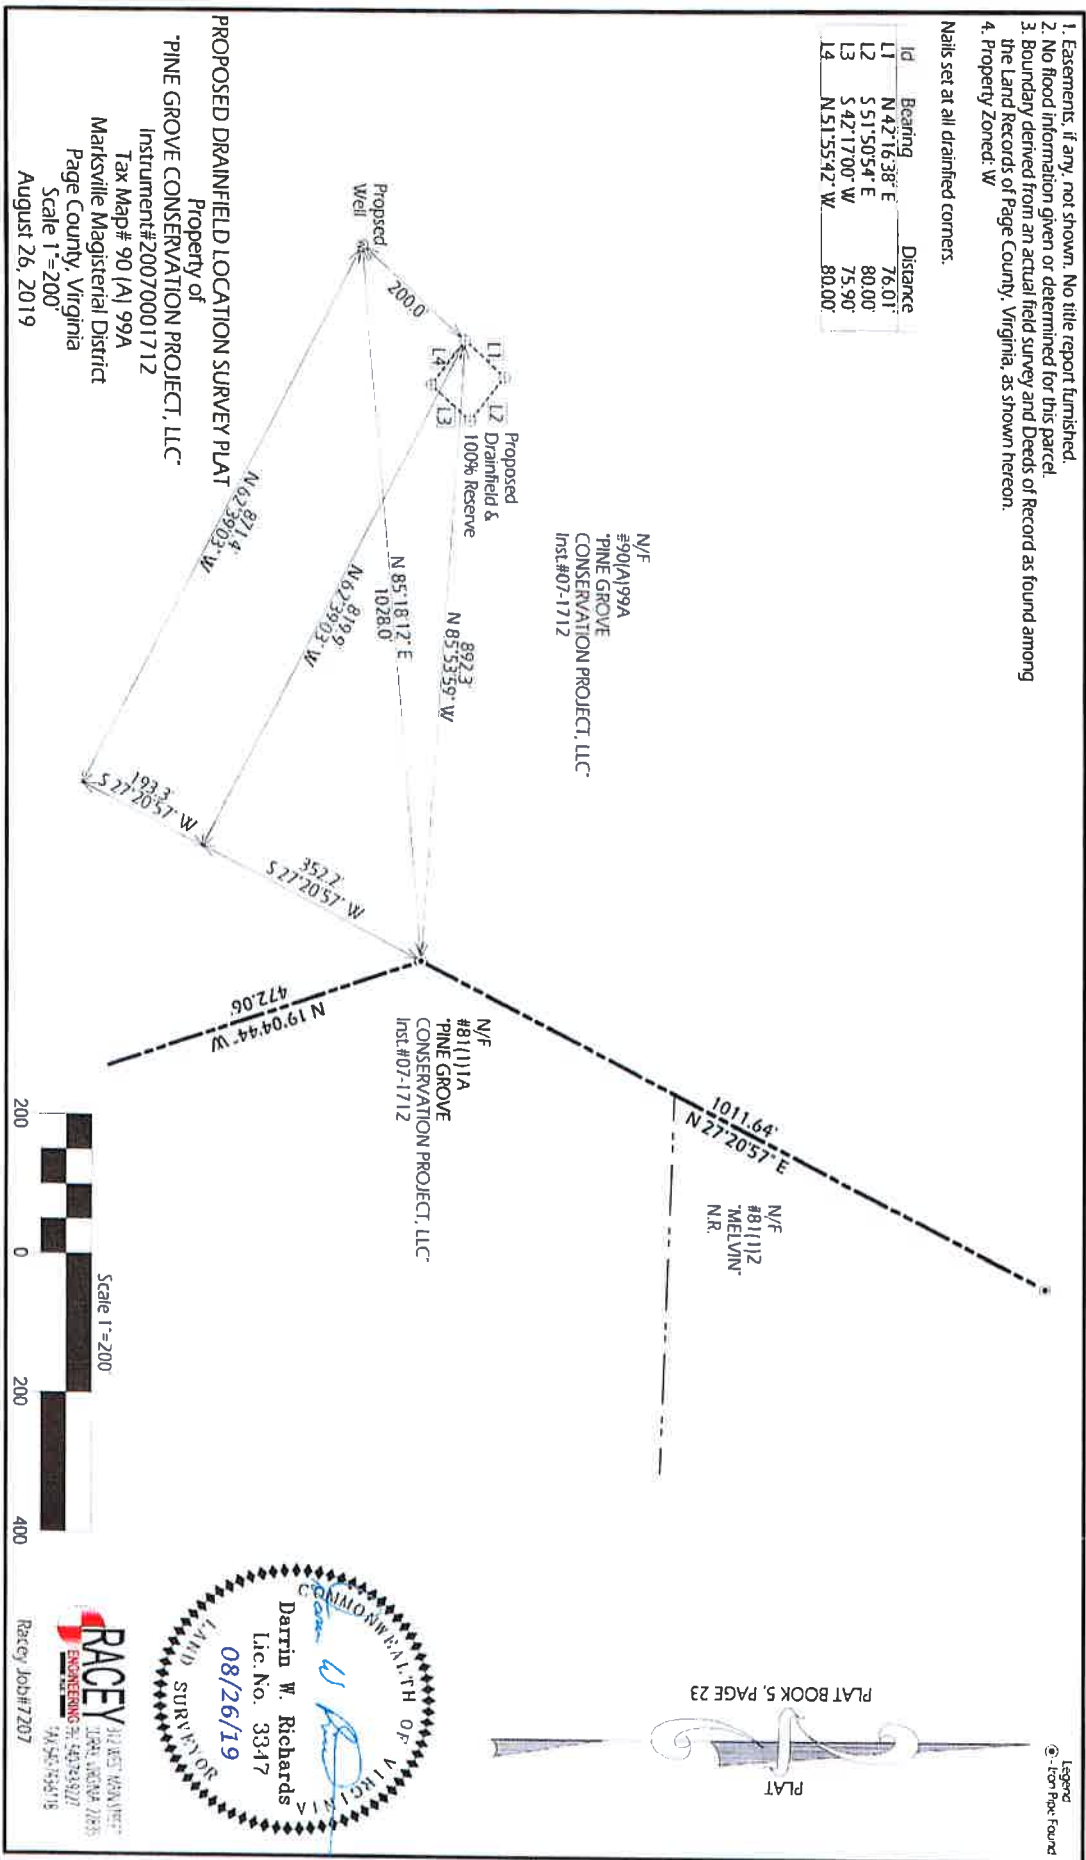 1. Easements, if any, not shown. No title report furnished.
2. No flood information given or determined for this parcel.
3. Boundary derived from an actual field survey and Deeds of Record as found among
the Land Records of Page County, Virginia, as shown hereon.
4. Property Zoned: W
Nails set at all drainfied corners.
Id Bearing Distance
L1 N 42°16'38" E 76.01'
L2 S 51°50'54" E 80.00'
L3 S 42°17'00" W 75.90'
L4 N 51°55'42" W 80.00'
Legend
- Iron Pipe Found
PLAT
PLAT BOOK 5, PAGE 23
N/F
#90(A)99A
"PINE GROVE
CONSERVATION PROJECT, LLC"
Inst.#07-1712
N/F
#81(1)2
"MELVIN"
N.R.
1011.64'
N 27°20'57" E
N/F
#81(1)1A
"PINE GROVE
CONSERVATION PROJECT, LLC"
Inst.#07-1712
Proposed
Drainfield &
100% Reserve
L1
L2
L3
L4
200.0'
Propsed
Well
892.3'
N 85°53'59" W
N 85°18'12" E
1028.0'
819.6'
N 62°39'03" W
871.4'
N 62°39'03" W
352.2'
S 27°20'57" W
193.3'
S 27°20'57" W
N 19°04'44" W
472.06'
PROPOSED DRAINFIELD LOCATION SURVEY PLAT
Property of
"PINE GROVE CONSERVATION PROJECT, LLC"
Instrument#200700001712
Tax Map# 90 (A) 99A
Marksville Magisterial District
Page County, Virginia
Scale 1"=200'
August 26, 2019
Scale 1"=200'
200 0 200 400
COMMONWEALTH OF VIRGINIA
Darrin W. Richards
Lic. No. 3347
08/26/19
LAND SURVEYOR
RACEY
ENGINEERING
312 WEST MAIN STREET
LURAY, VIRGINIA 22835
Racey Job#7207